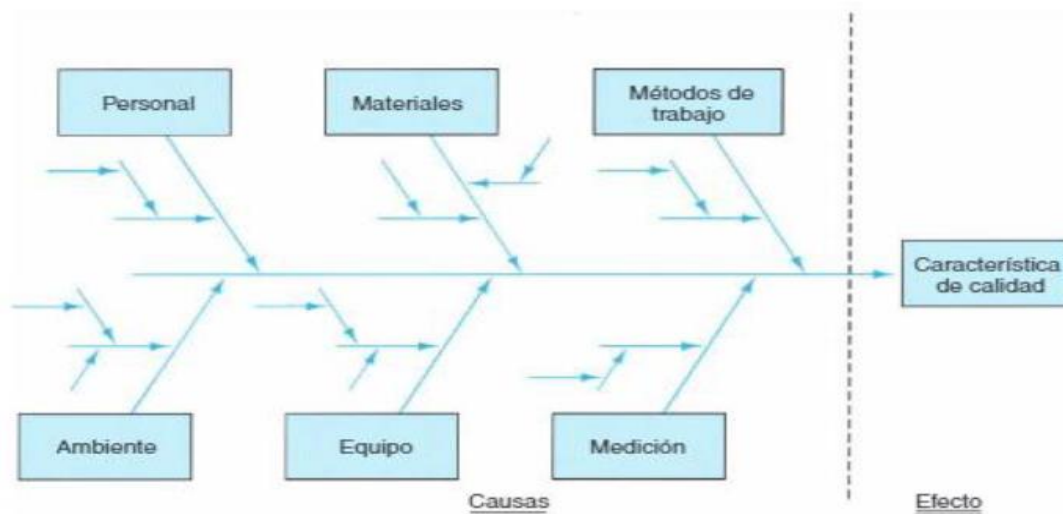 Personal
Materiales
Métodos de
trabajo
Característica
de calidad
Ambiente
Equipo
Medición
Causas
Efecto